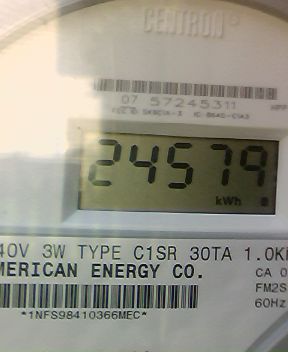 CENTRON®
07 57245311
24579
kWh
40V 3W TYPE C1SR 30TA 1.0K
MERICAN ENERGY CO.
CA 0
FM2S
60Hz
*1NFS98410366MEC*